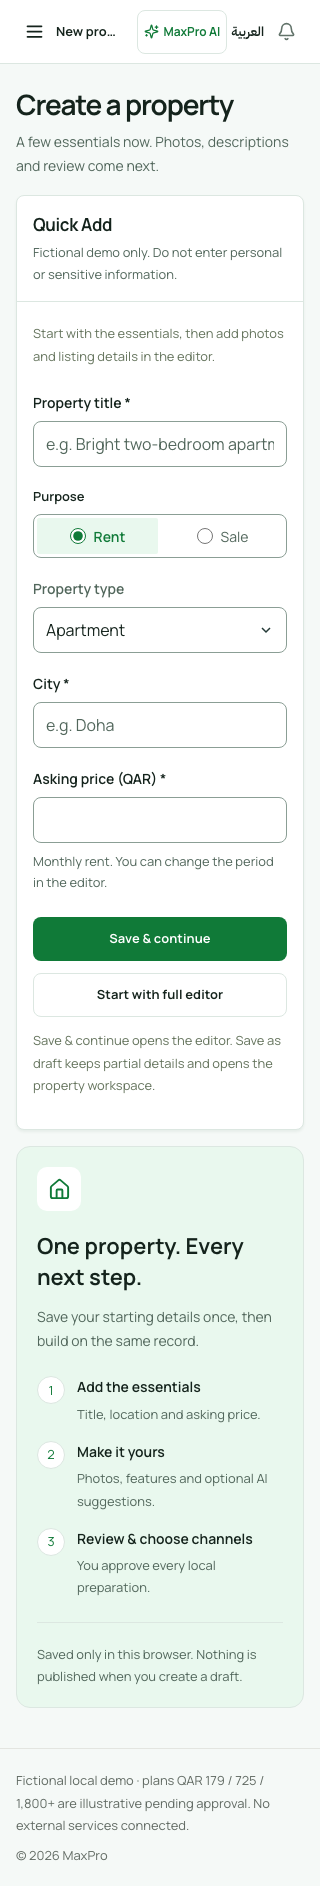 New pro...
MaxPro AI
العربية
Create a property
A few essentials now. Photos, descriptions
and review come next.
Quick Add
Fictional demo only. Do not enter personal
or sensitive information.
Start with the essentials, then add photos
and listing details in the editor.
Property title *
e.g. Bright two-bedroom apartm
Purpose
Rent
Sale
Property type
Apartment
City *
e.g. Doha
Asking price (QAR) *
Monthly rent. You can change the period
in the editor.
Save & continue
Start with full editor
Save & continue opens the editor. Save as
draft keeps partial details and opens the
property workspace.
One property. Every
next step.
Save your starting details once, then
build on the same record.
1
Add the essentials
Title, location and asking price.
2
Make it yours
Photos, features and optional AI
suggestions.
3
Review & choose channels
You approve every local
preparation.
Saved only in this browser. Nothing is
published when you create a draft.
Fictional local demo · plans QAR 179 / 725 /
1,800+ are illustrative pending approval. No
external services connected.
© 2026 MaxPro